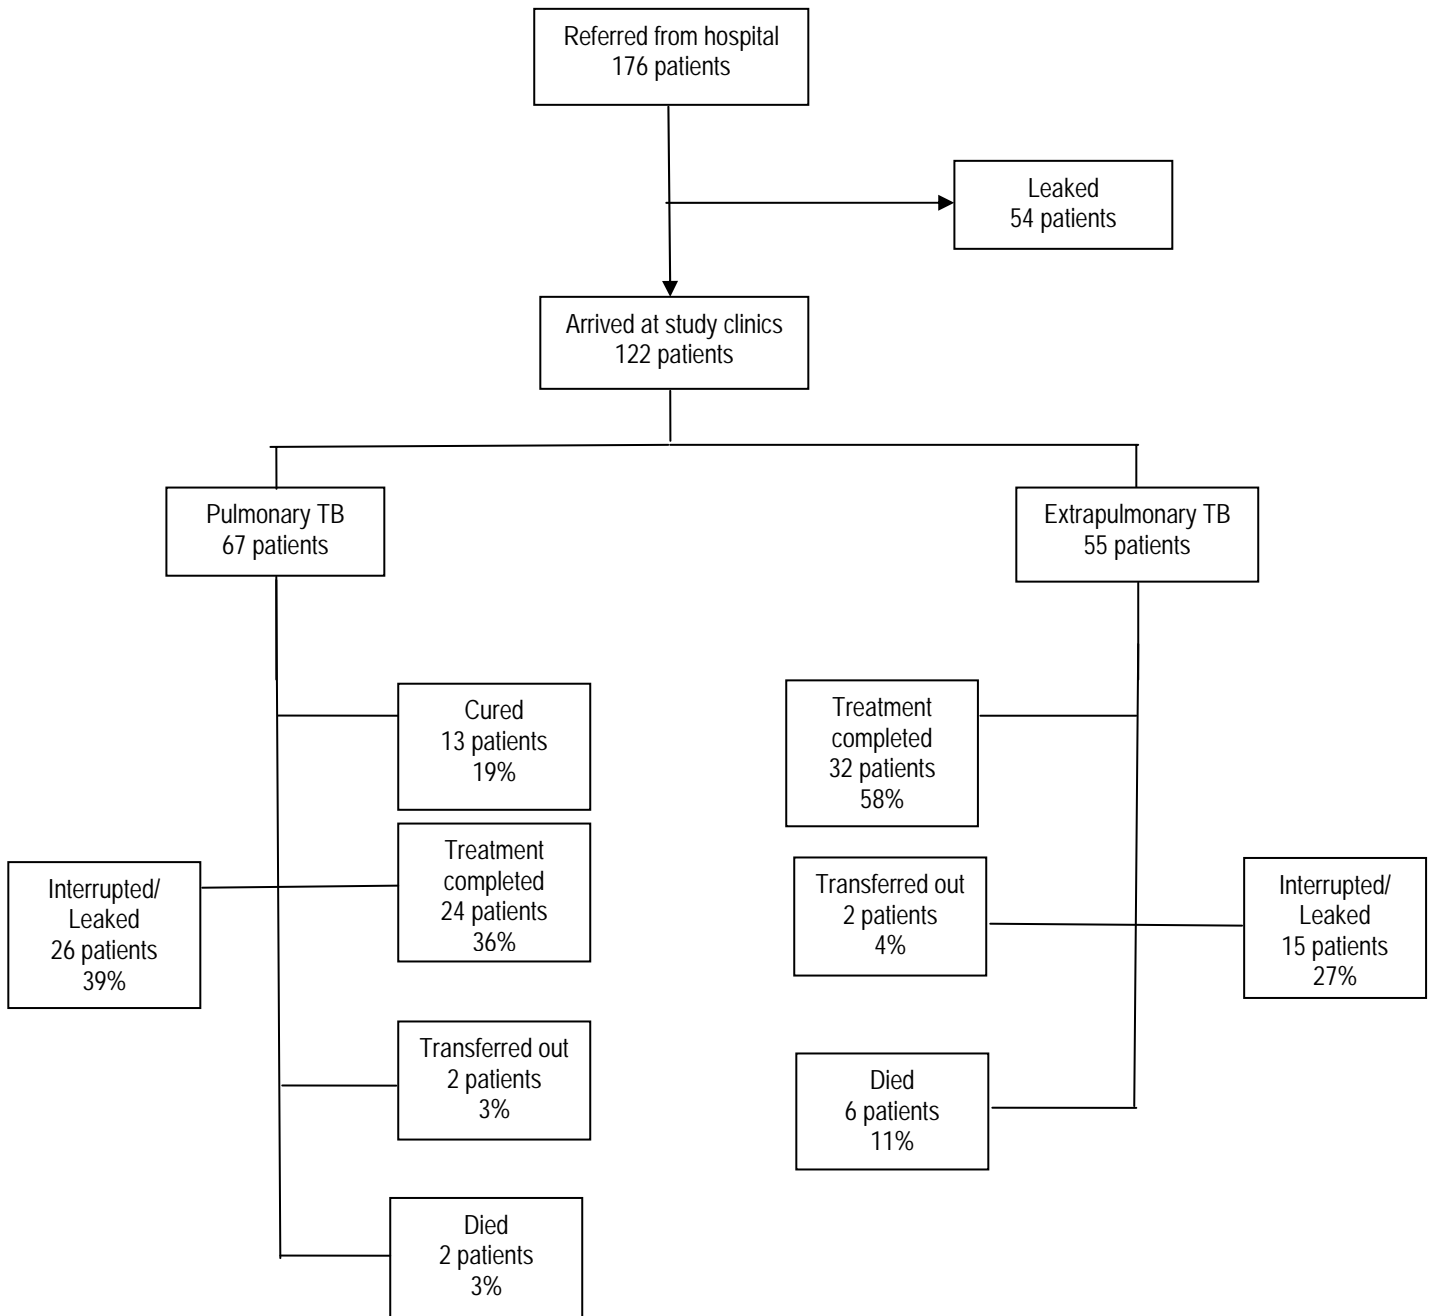 Referred from hospital
176 patients
Leaked
54 patients
Arrived at study clinics
122 patients
Pulmonary TB
67 patients
Extrapulmonary TB
55 patients
Cured
13 patients
19%
Treatment
completed
24 patients
36%
Interrupted/
Leaked
26 patients
39%
Transferred out
2 patients
3%
Died
2 patients
3%
Treatment
completed
32 patients
58%
Transferred out
2 patients
4%
Interrupted/
Leaked
15 patients
27%
Died
6 patients
11%